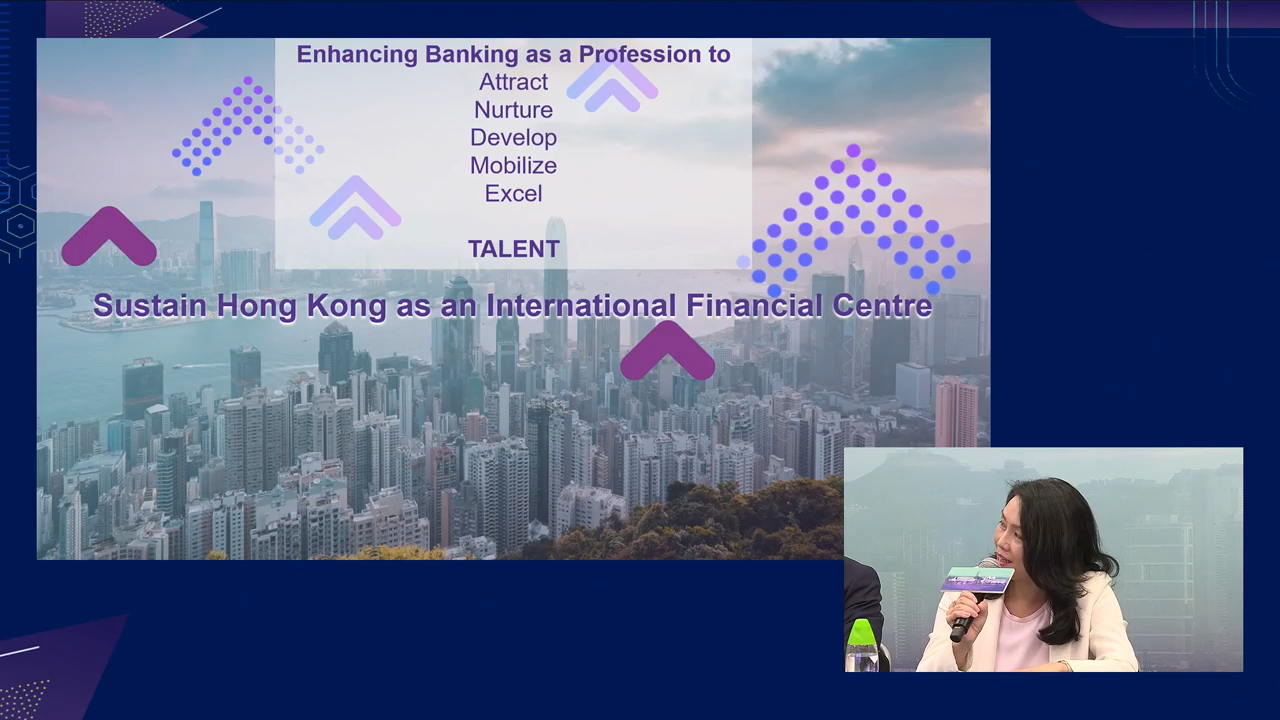 Enhancing Banking as a Profession to
Attract
Nurture
Develop
Mobilize
Excel
TALENT
Sustain Hong Kong as an International Financial Centre